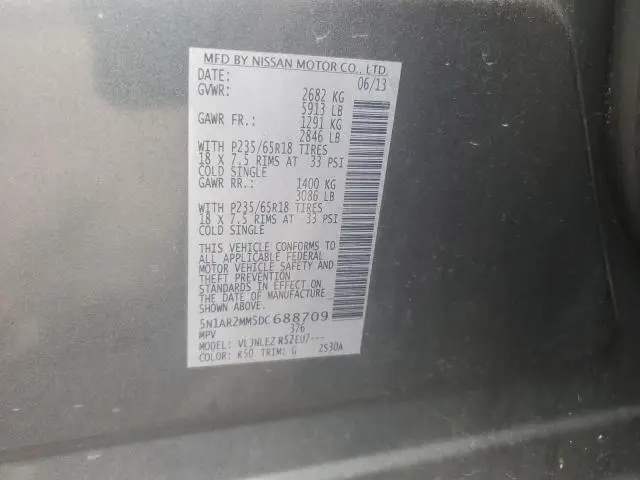 MFD BY NISSAN MOTOR CO., LTD.
DATE: 06/13
GVWR: 2682 KG
5913 LB
GAWR FR.: 1291 KG
2846 LB
WITH P235/65R18 TIRES
18 X 7.5 RIMS AT 33 PSI
COLD SINGLE
GAWR RR.: 1400 KG
3086 LB
WITH P235/65R18 TIRES
18 X 7.5 RIMS AT 33 PSI
COLD SINGLE
THIS VEHICLE CONFORMS TO
ALL APPLICABLE FEDERAL
MOTOR VEHICLE SAFETY AND
THEFT PREVENTION
STANDARDS IN EFFECT ON
THE DATE OF MANUFACTURE
SHOWN ABOVE.
5N1AR2MM5DC688709
MPV 376
MODEL: VLJNLEZ R52EU7---
COLOR: K50 TRIM: G 2S30A